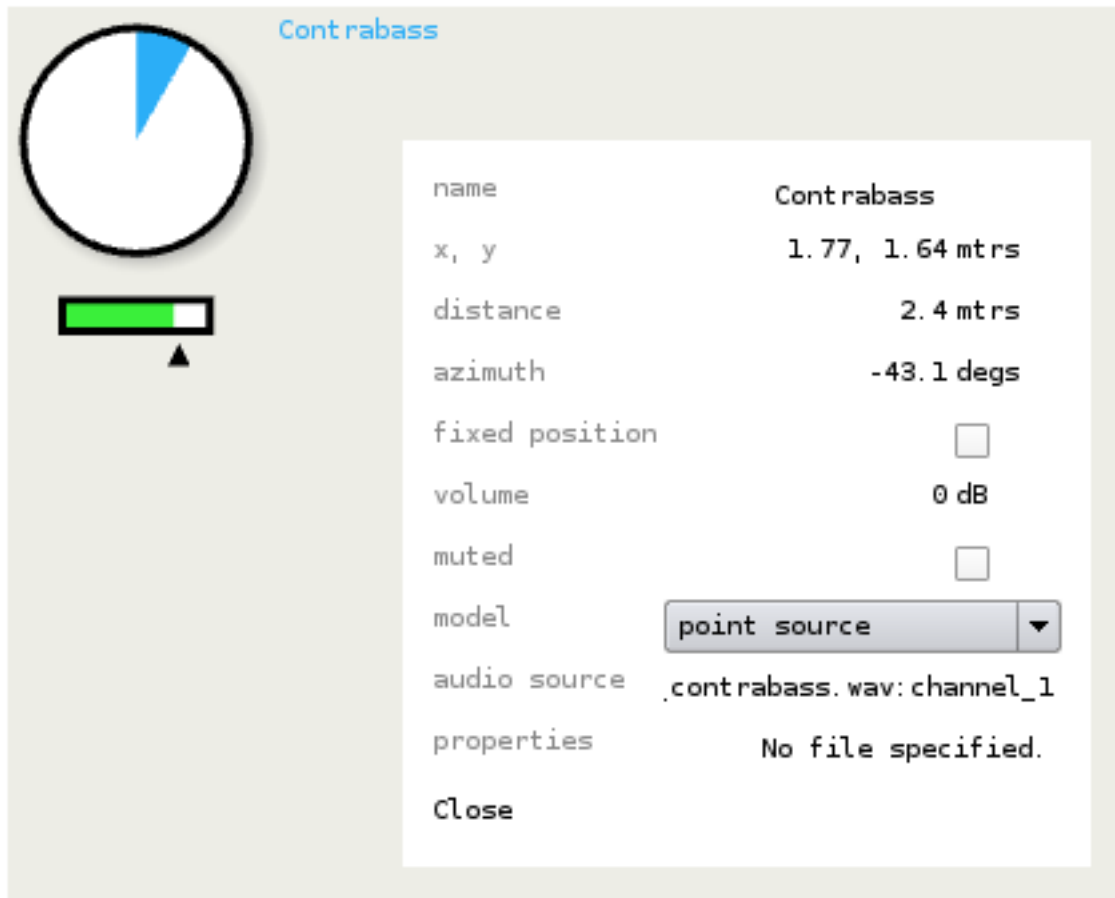 Contrabass
name Contrabass
x, y 1.77, 1.64 mtrs
distance 2.4 mtrs
azimuth -43.1 degs
fixed position
volume 0 dB
muted
model point source
audio source contrabass.wav:channel_1
properties No file specified.
Close